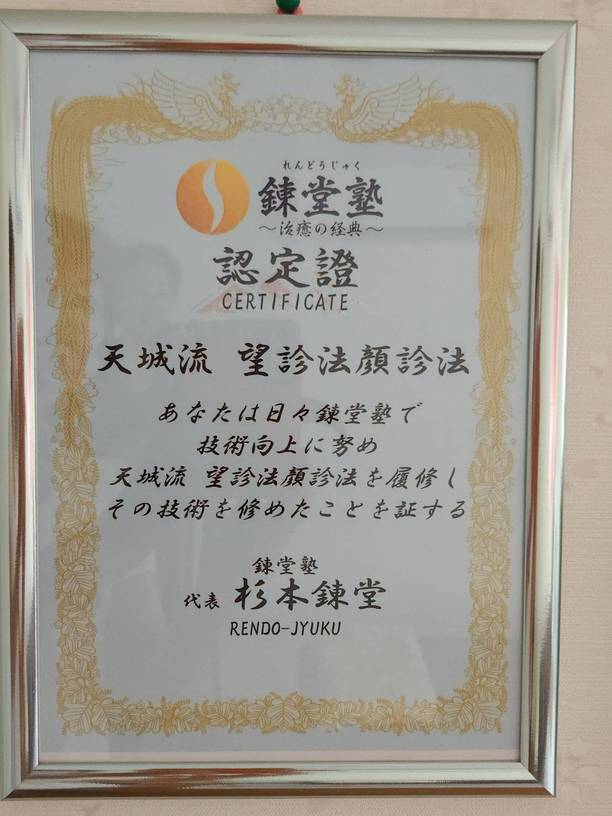 れんどうじゅく
錬堂塾
～治癒の経典～
認定證
CERTIFICATE
天城流 望診法顔診法
あなたは日々錬堂塾で
技術向上に努め
天城流 望診法顔診法を履修し
その技術を修めたことを証する
錬堂塾
代表 杉本錬堂
RENDO-JYUKU